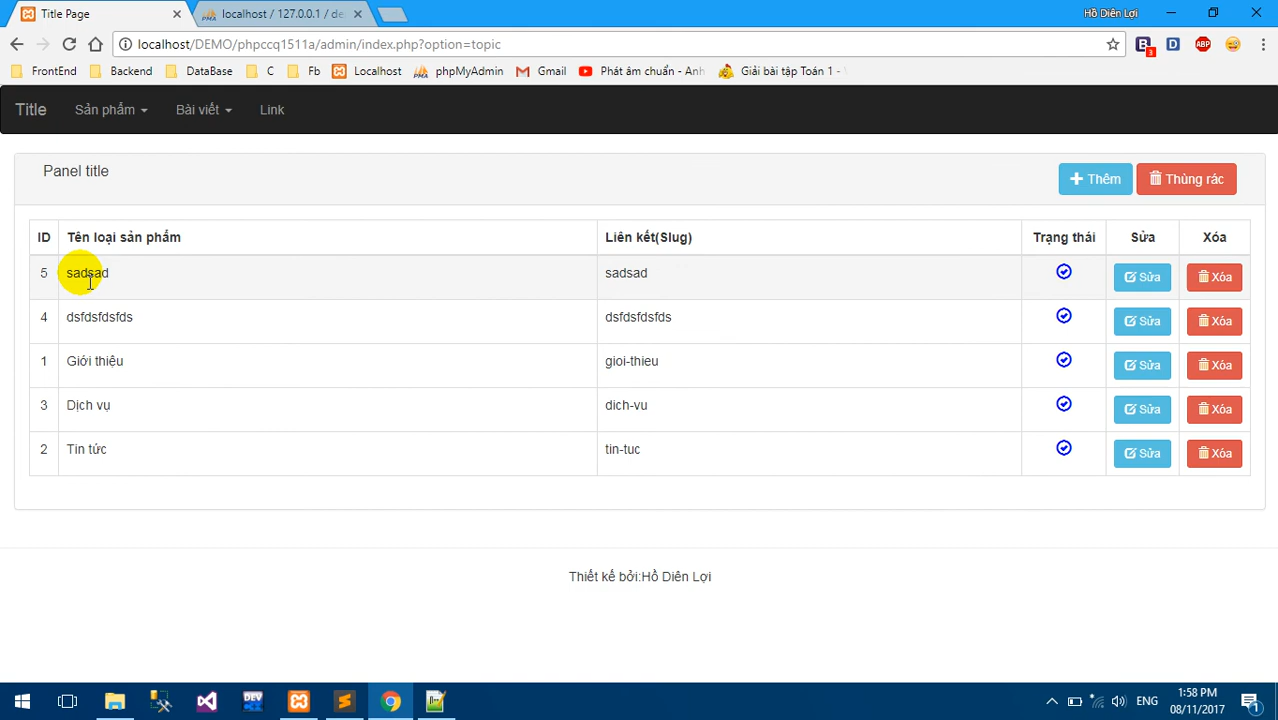 Title Page
localhost / 127.0.0.1 / de
Hồ Diên Lợi
localhost/DEMO/phpccq1511a/admin/index.php?option=topic
B 3 D ABP
FrontEnd Backend DataBase C Fb Localhost phpMyAdmin Gmail Phát âm chuẩn - Anh Giải bài tập Toán 1 -
Title Sản phẩm Bài viết Link
Panel title
Thêm Thùng rác
ID Tên loại sản phẩm Liên kết(Slug) Trạng thái Sửa Xóa
5 sadsad sadsad Sửa Xóa
4 dsfdsfdsfds dsfdsfdsfds Sửa Xóa
1 Giới thiệu gioi-thieu Sửa Xóa
3 Dịch vụ dich-vu Sửa Xóa
2 Tin tức tin-tuc Sửa Xóa
Thiết kế bởi:Hồ Diên Lợi
ENG
1:58 PM
08/11/2017